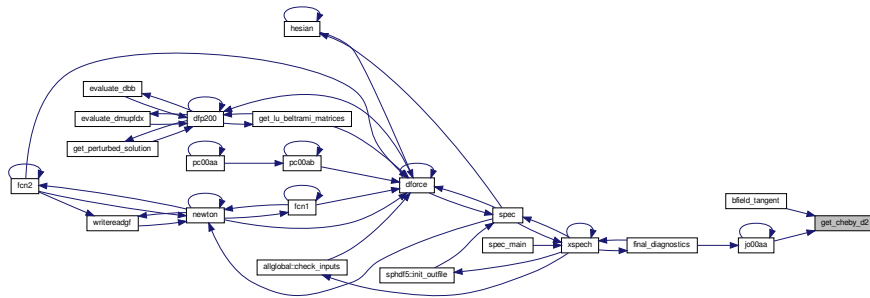 hesian
evaluate_dbb
evaluate_dmupfdx
dfp200
get_lu_beltrami_matrices
get_perturbed_solution
pc00aa
pc00ab
fcn2
dforce
fcn1
writereadgf
newton
spec
bfield_tangent
get_cheby_d2
spec_main
xspech
final_diagnostics
jo00aa
allglobal::check_inputs
sphdf5::init_outfile